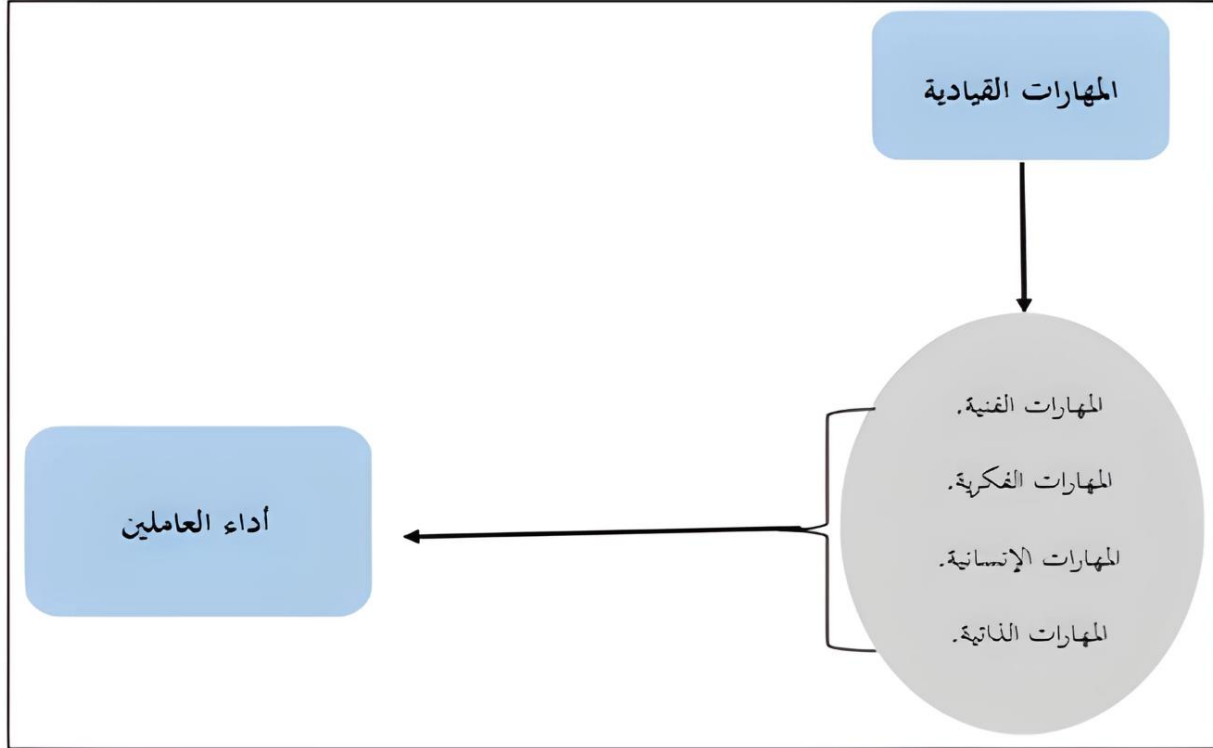 المهارات القيادية
المهارات الفنية.
المهارات الفكرية.
المهارات الإنسانية.
المهارات الذاتية.
أداء العاملين